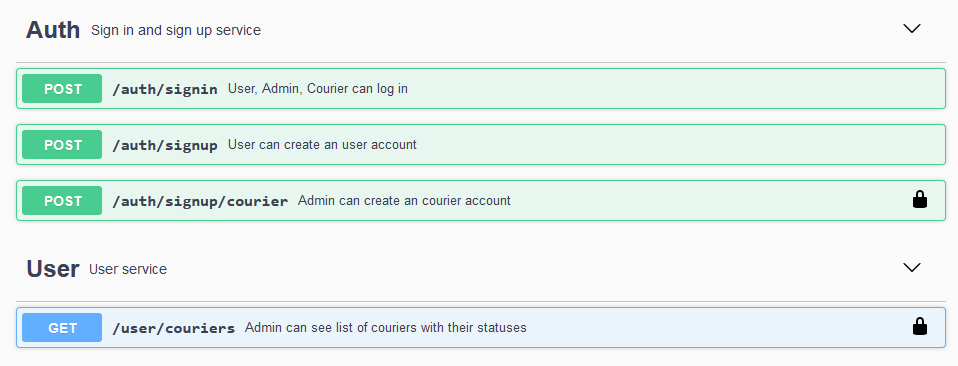 Auth Sign in and sign up service
POST /auth/signin User, Admin, Courier can log in
POST /auth/signup User can create an user account
POST /auth/signup/courier Admin can create an courier account
User User service
GET /user/couriers Admin can see list of couriers with their statuses